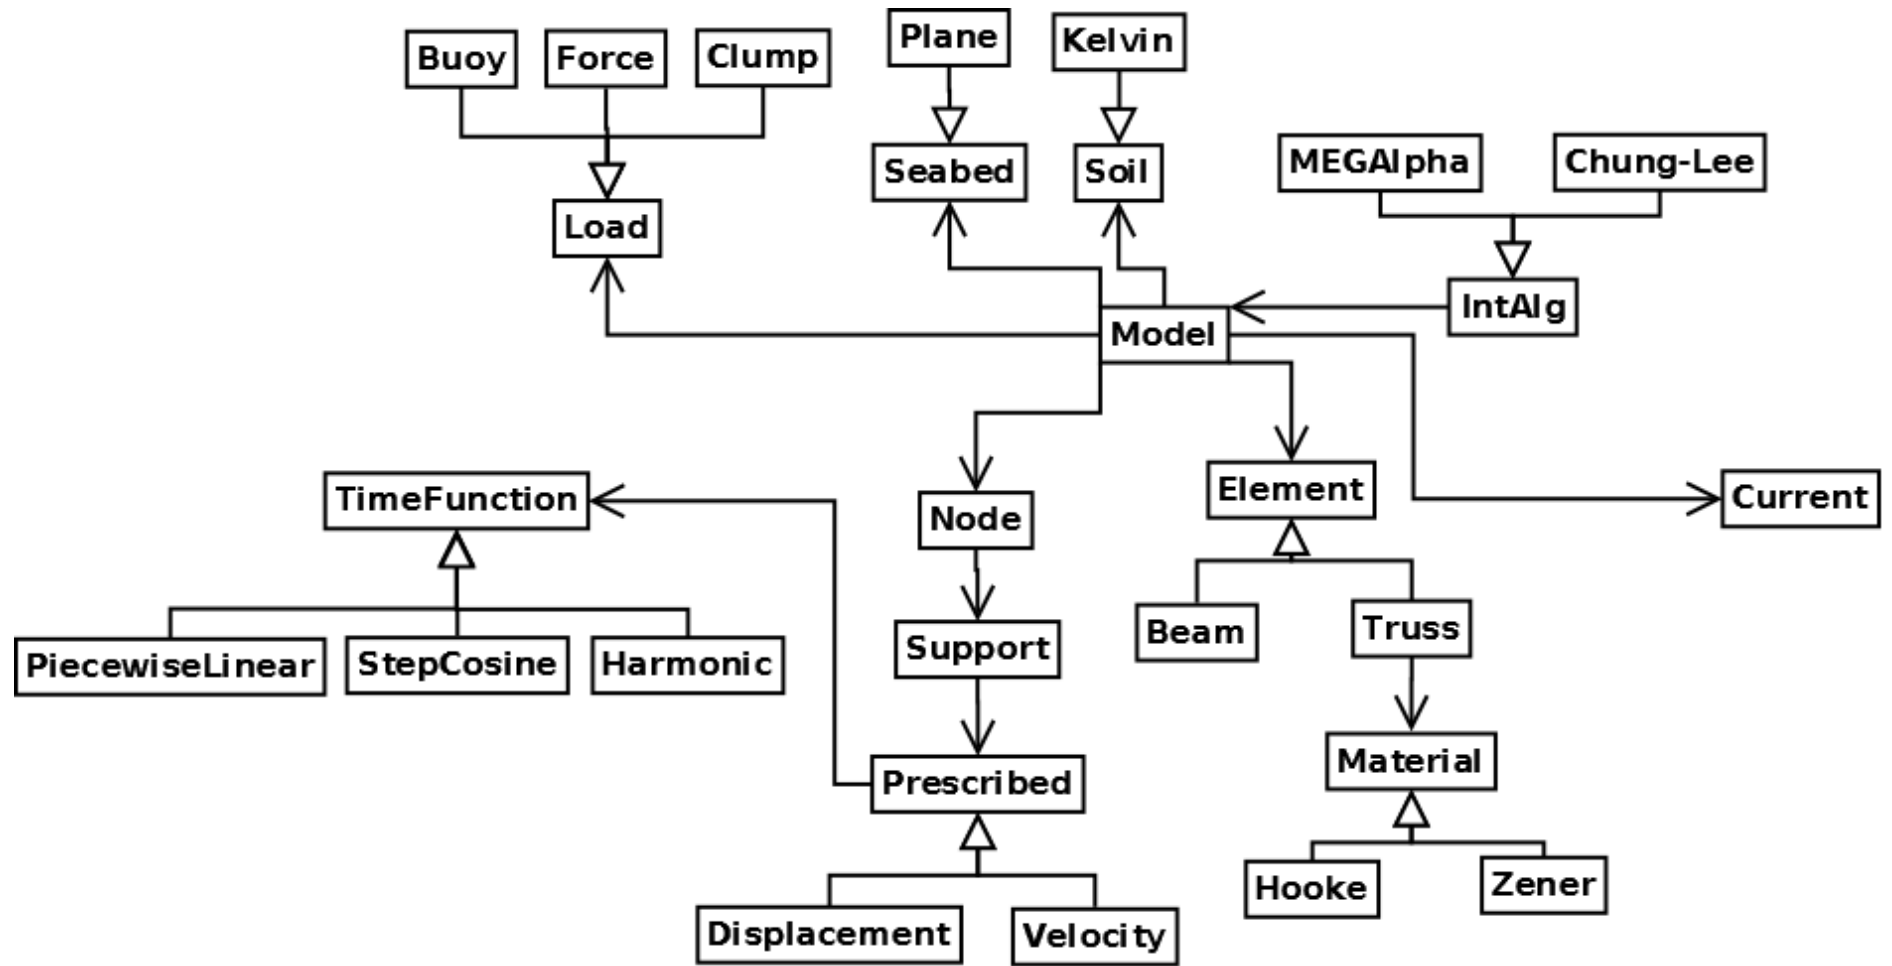 Buoy
Force
Clump
Plane
Kelvin
Load
Seabed
Soil
MEGAlpha
Chung-Lee
IntAlg
Model
TimeFunction
Node
Element
Current
PiecewiseLinear
StepCosine
Harmonic
Support
Beam
Truss
Prescribed
Material
Displacement
Velocity
Hooke
Zener